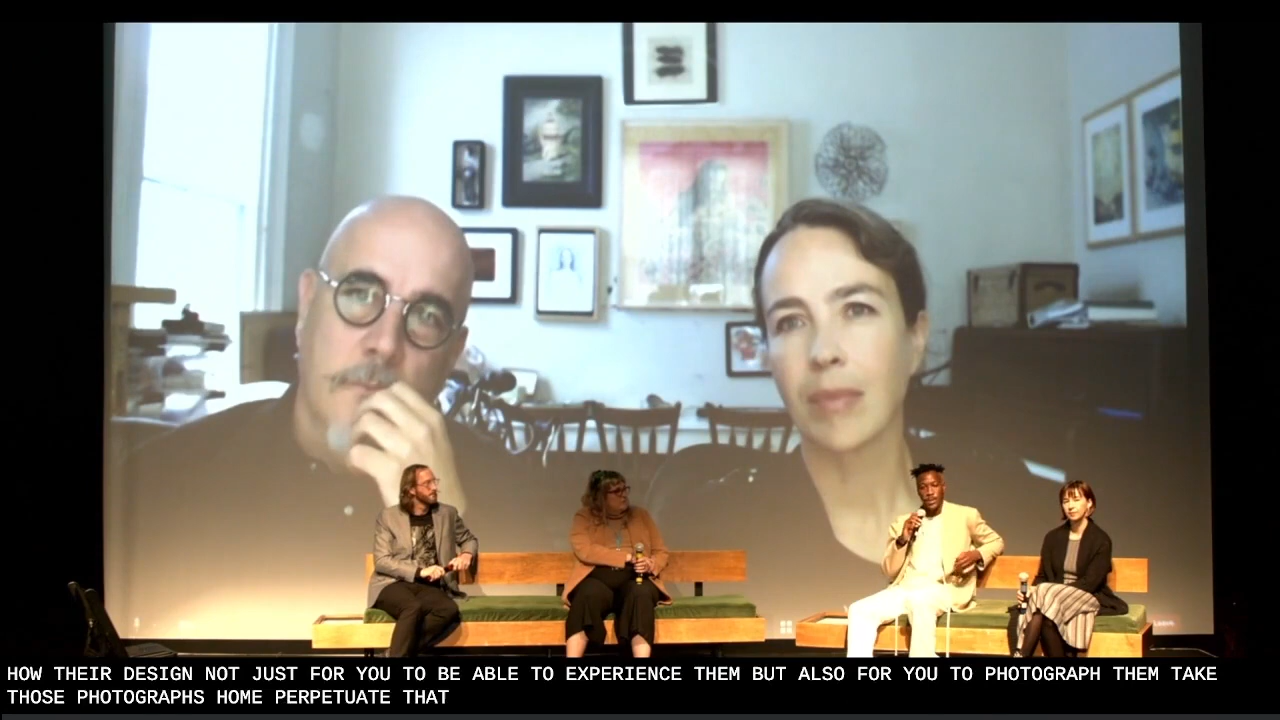 HOW THEIR DESIGN NOT JUST FOR YOU TO BE ABLE TO EXPERIENCE THEM BUT ALSO FOR YOU TO PHOTOGRAPH THEM TAKE
THOSE PHOTOGRAPHS HOME PERPETUATE THAT